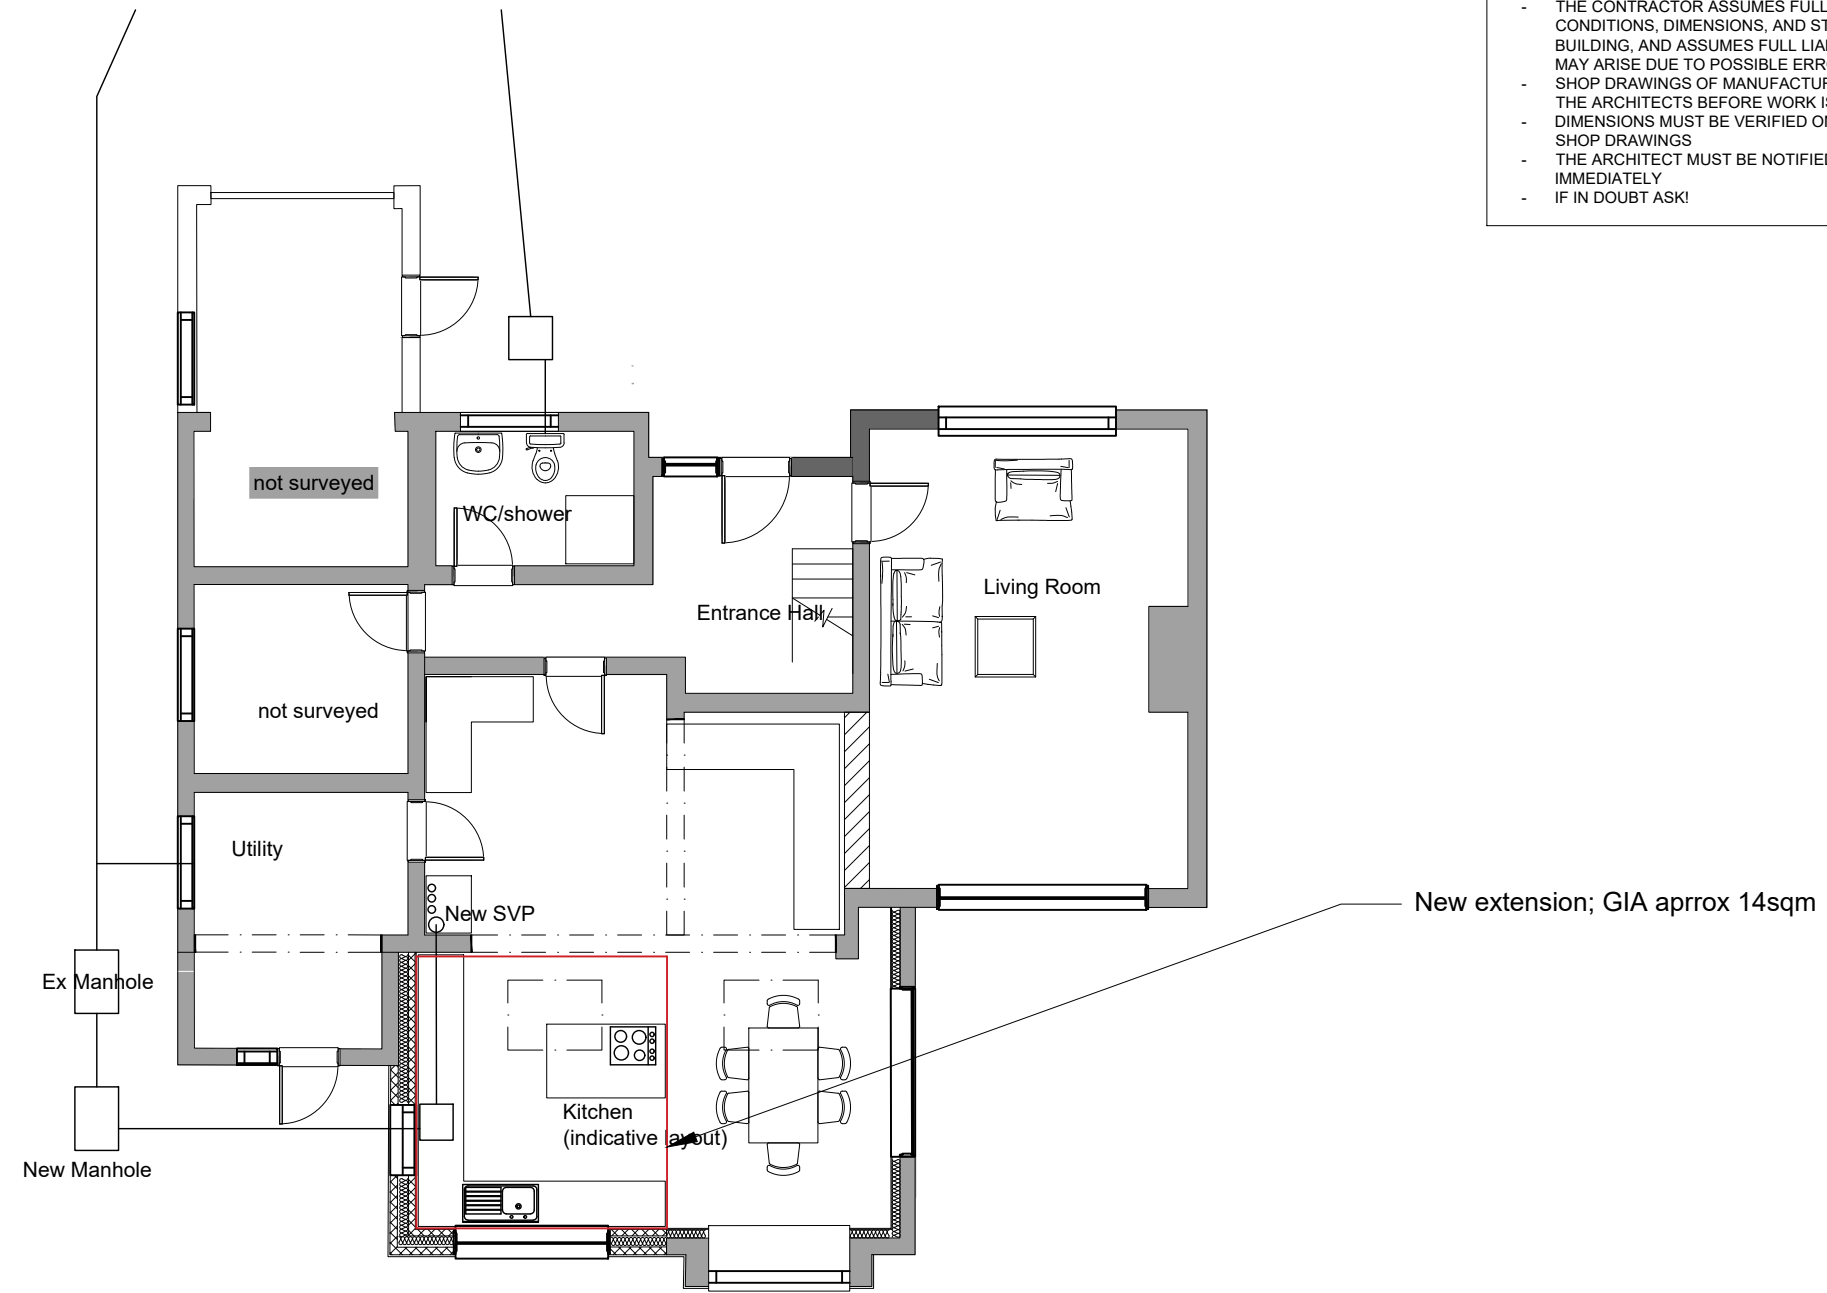 - THE CONTRACTOR ASSUMES FULL
CONDITIONS, DIMENSIONS, AND ST
BUILDING, AND ASSUMES FULL LIA
MAY ARISE DUE TO POSSIBLE ERR
- SHOP DRAWINGS OF MANUFACTU
THE ARCHITECTS BEFORE WORK I
- DIMENSIONS MUST BE VERIFIED O
SHOP DRAWINGS
- THE ARCHITECT MUST BE NOTIFIE
IMMEDIATELY
- IF IN DOUBT ASK!
not surveyed
WC/shower
Living Room
Entrance Hall
not surveyed
Utility
New SVP
New extension; GIA aprrox 14sqm
Ex Manhole
Kitchen
(indicative layout)
New Manhole